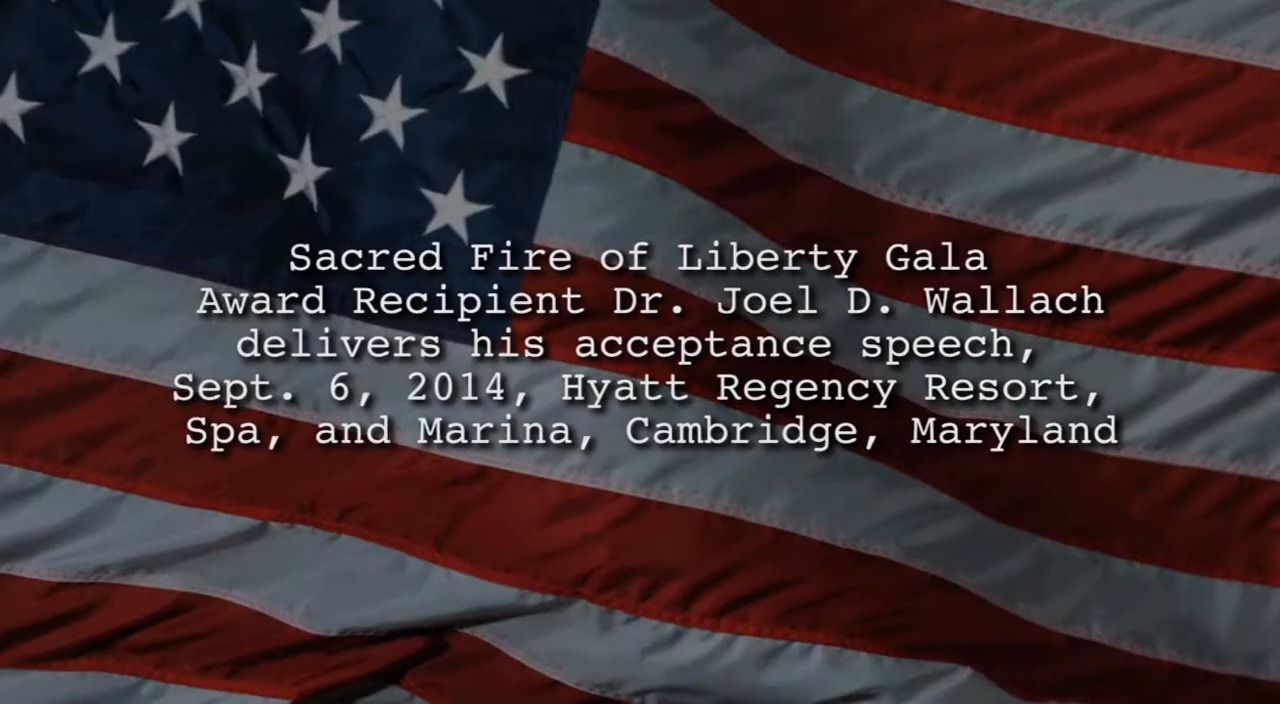 Sacred Fire of Liberty Gala
Award Recipient Dr. Joel D. Wallach
delivers his acceptance speech,
Sept. 6, 2014, Hyatt Regency Resort,
Spa, and Marina, Cambridge, Maryland